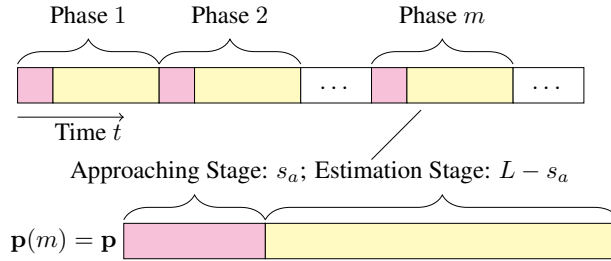 Phase 1 Phase 2 Phase m
... ...
Time t
Approaching Stage: s_a; Estimation Stage: L − s_a
p(m) = p